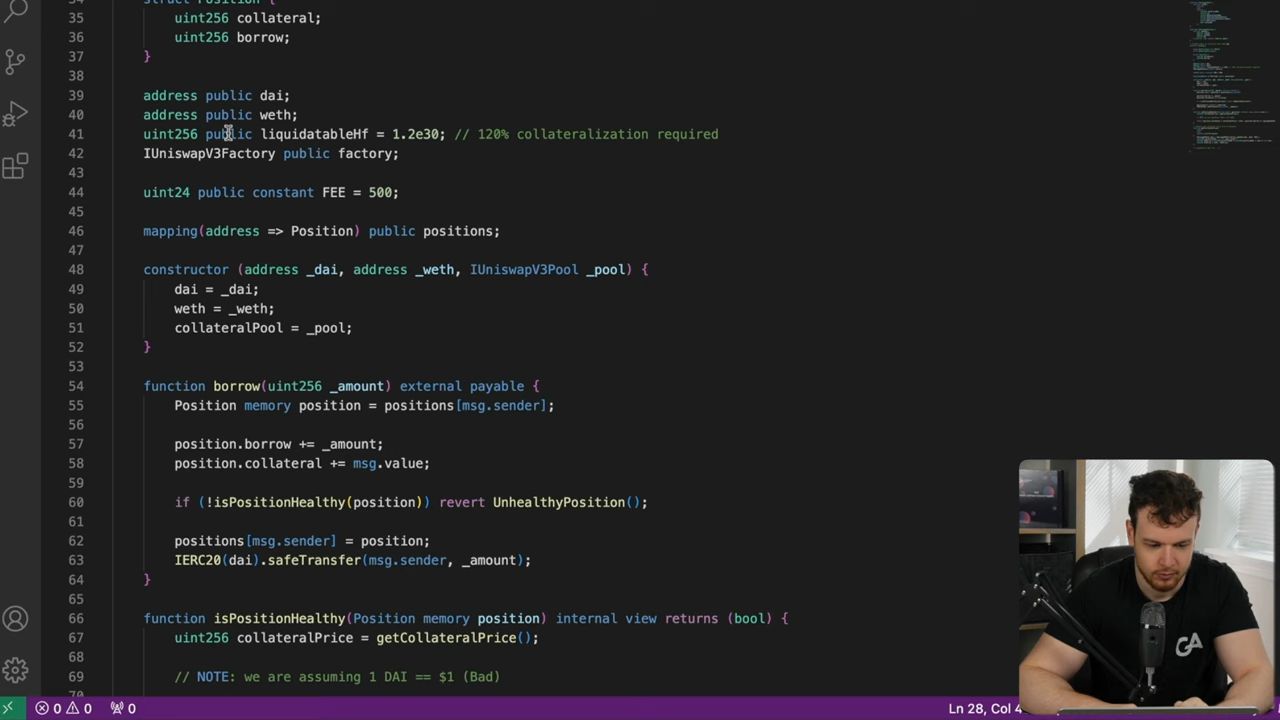 35 uint256 collateral;
36 uint256 borrow;
37 }
38
39 address public dai;
40 address public weth;
41 uint256 public liquidatableHf = 1.2e30; // 120% collateralization required
42 IUniswapV3Factory public factory;
43
44 uint24 public constant FEE = 500;
45
46 mapping(address => Position) public positions;
47
48 constructor (address _dai, address _weth, IUniswapV3Pool _pool) {
49 dai = _dai;
50 weth = _weth;
51 collateralPool = _pool;
52 }
53
54 function borrow(uint256 _amount) external payable {
55 Position memory position = positions[msg.sender];
56
57 position.borrow += _amount;
58 position.collateral += msg.value;
59
60 if (!isPositionHealthy(position)) revert UnhealthyPosition();
61
62 positions[msg.sender] = position;
63 IERC20(dai).safeTransfer(msg.sender, _amount);
64 }
65
66 function isPositionHealthy(Position memory position) internal view returns (bool) {
67 uint256 collateralPrice = getCollateralPrice();
68
69 // NOTE: we are assuming 1 DAI == $1 (Bad)
0 0 0
Ln 28, Col 4
GA